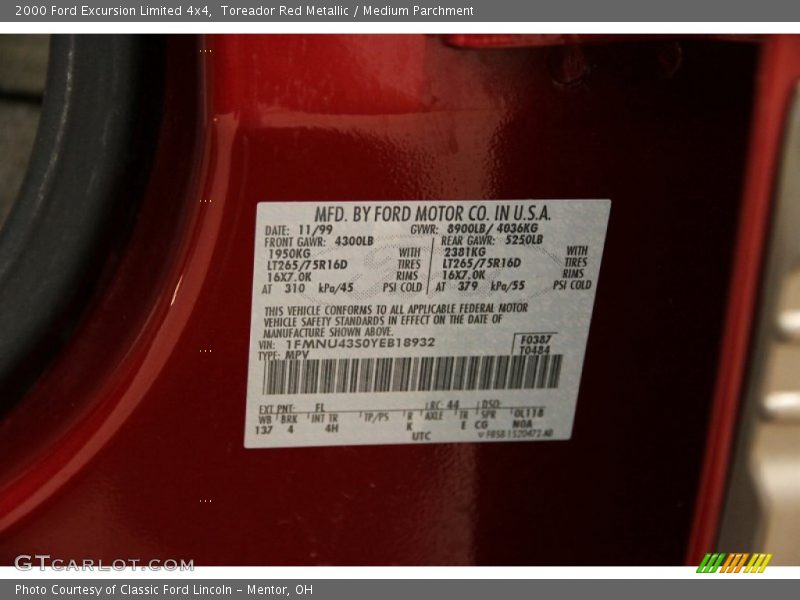 2000 Ford Excursion Limited 4x4, Toreador Red Metallic / Medium Parchment
MFD. BY FORD MOTOR CO. IN U.S.A.
DATE: 11/99 GVWR: 8900LB/ 4036KG
FRONT GAWR: 4300LB REAR GAWR: 5250LB
1950KG WITH 2381KG WITH
LT265/75R16D TIRES LT265/75R16D TIRES
16X7.0K RIMS 16X7.0K RIMS
AT 310 kPa/45 PSI COLD AT 379 kPa/55 PSI COLD
THIS VEHICLE CONFORMS TO ALL APPLICABLE FEDERAL MOTOR
VEHICLE SAFETY STANDARDS IN EFFECT ON THE DATE OF
MANUFACTURE SHOWN ABOVE.
VIN: 1FMNU43S0YEB18932 F0387
TYPE: MPV T0484
EXT PNT: FL RC: 44 DSO:
WB BRK INT TR TP/PS R AXLE TR SPR OL118
137 4 4H K E CG N0A
UTC
GTCARLOT.COM
Photo Courtesy of Classic Ford Lincoln - Mentor, OH